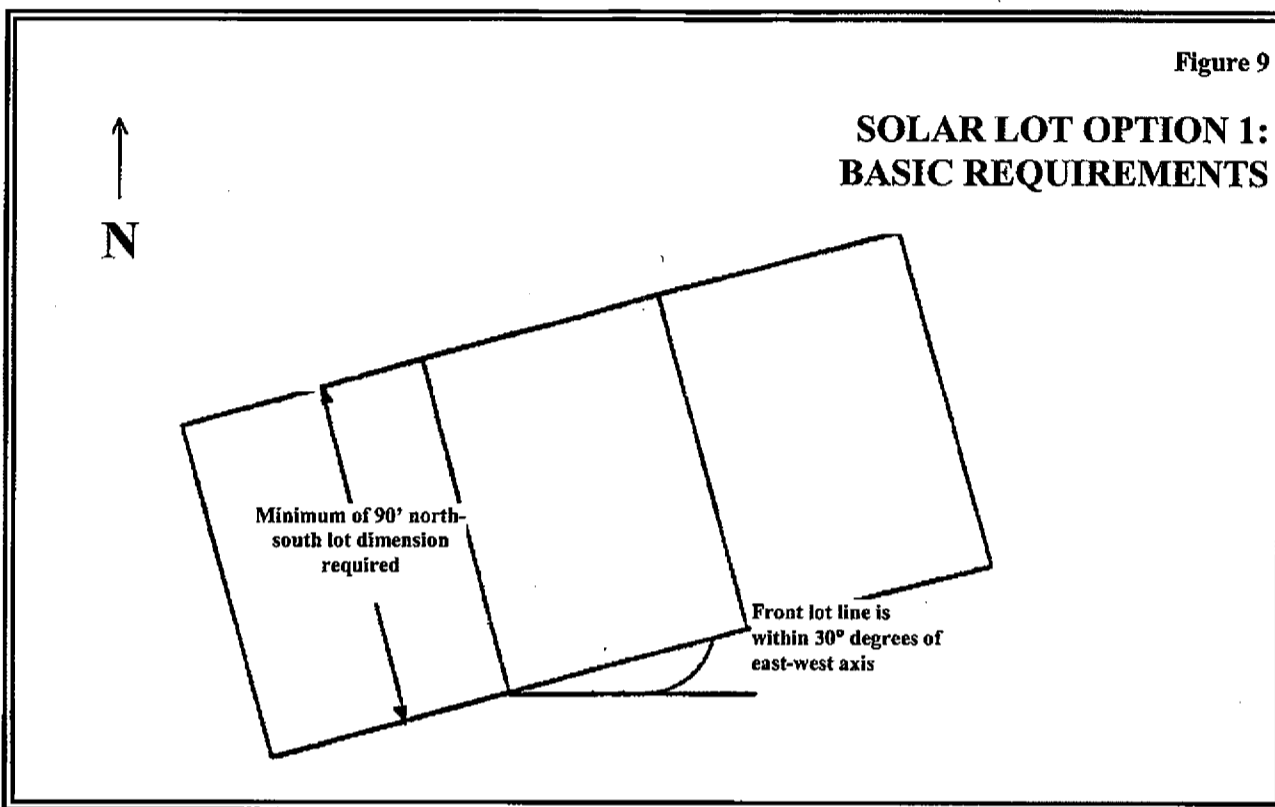 Figure 9
SOLAR LOT OPTION 1:
BASIC REQUIREMENTS
N
Minimum of 90' north-
south lot dimension
required
Front lot line is
within 30° degrees of
east-west axis